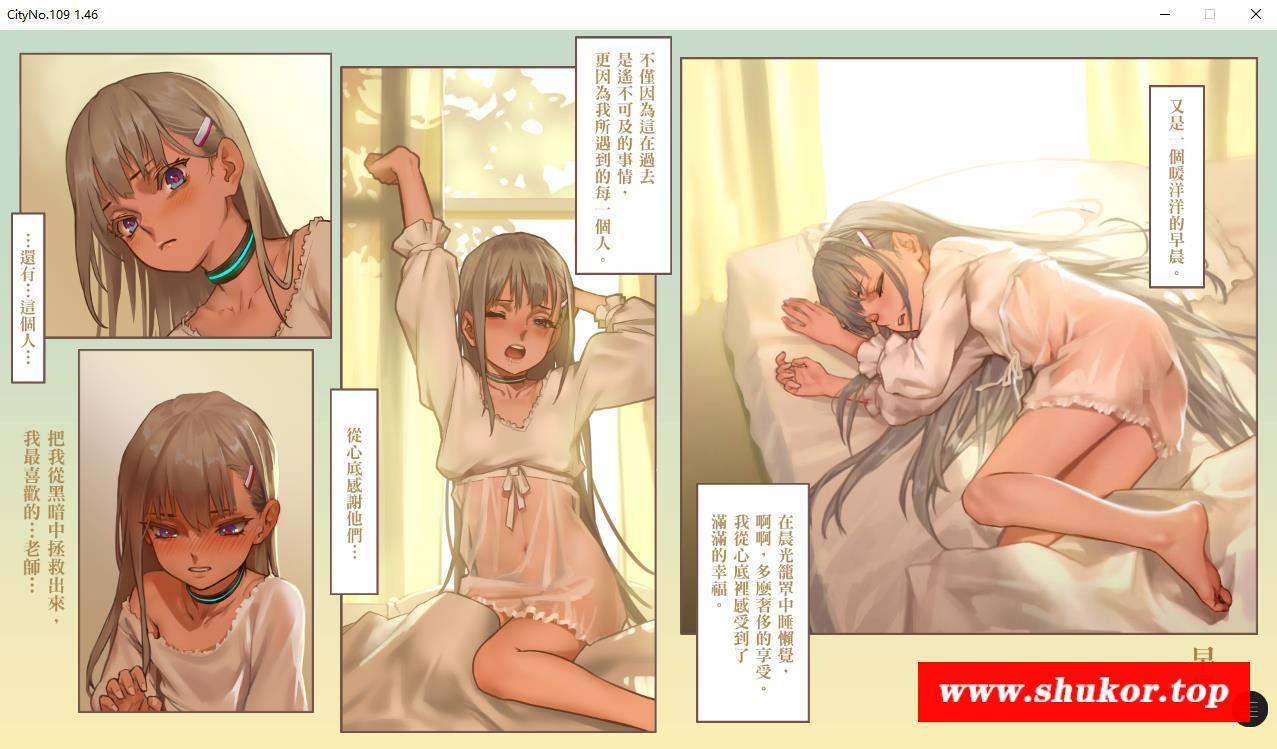 CityNo.109 1.46
又是一個暖洋洋的早晨。
在晨光籠罩中睡懶覺，
啊啊，多麼奢侈的享受。
我從心底裡感受到了
滿滿的幸福。
不僅因為這在過去
是遙不可及的事情，
更因為我所遇到的每一個人。
從心底感謝他們…
…還有…這個人…
把我從黑暗中拯救出來，
我最喜歡的…老師…
www.shukor.top